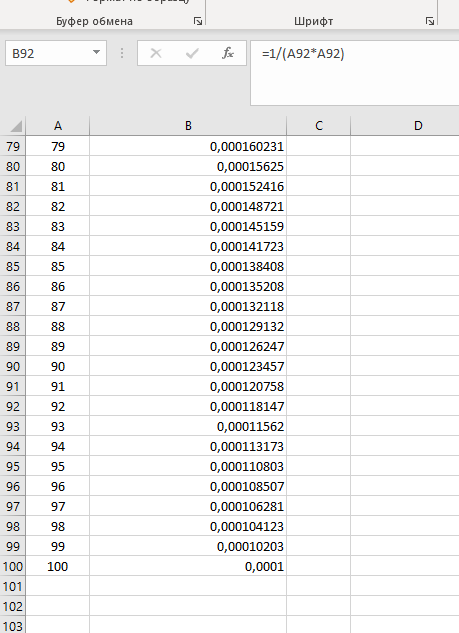 Буфер обмена Шрифт
B92 fx =1/(A92*A92)
A B C D
79 79 0,000160231
80 80 0,00015625
81 81 0,000152416
82 82 0,000148721
83 83 0,000145159
84 84 0,000141723
85 85 0,000138408
86 86 0,000135208
87 87 0,000132118
88 88 0,000129132
89 89 0,000126247
90 90 0,000123457
91 91 0,000120758
92 92 0,000118147
93 93 0,00011562
94 94 0,000113173
95 95 0,000110803
96 96 0,000108507
97 97 0,000106281
98 98 0,000104123
99 99 0,00010203
100 100 0,0001
101
102
103